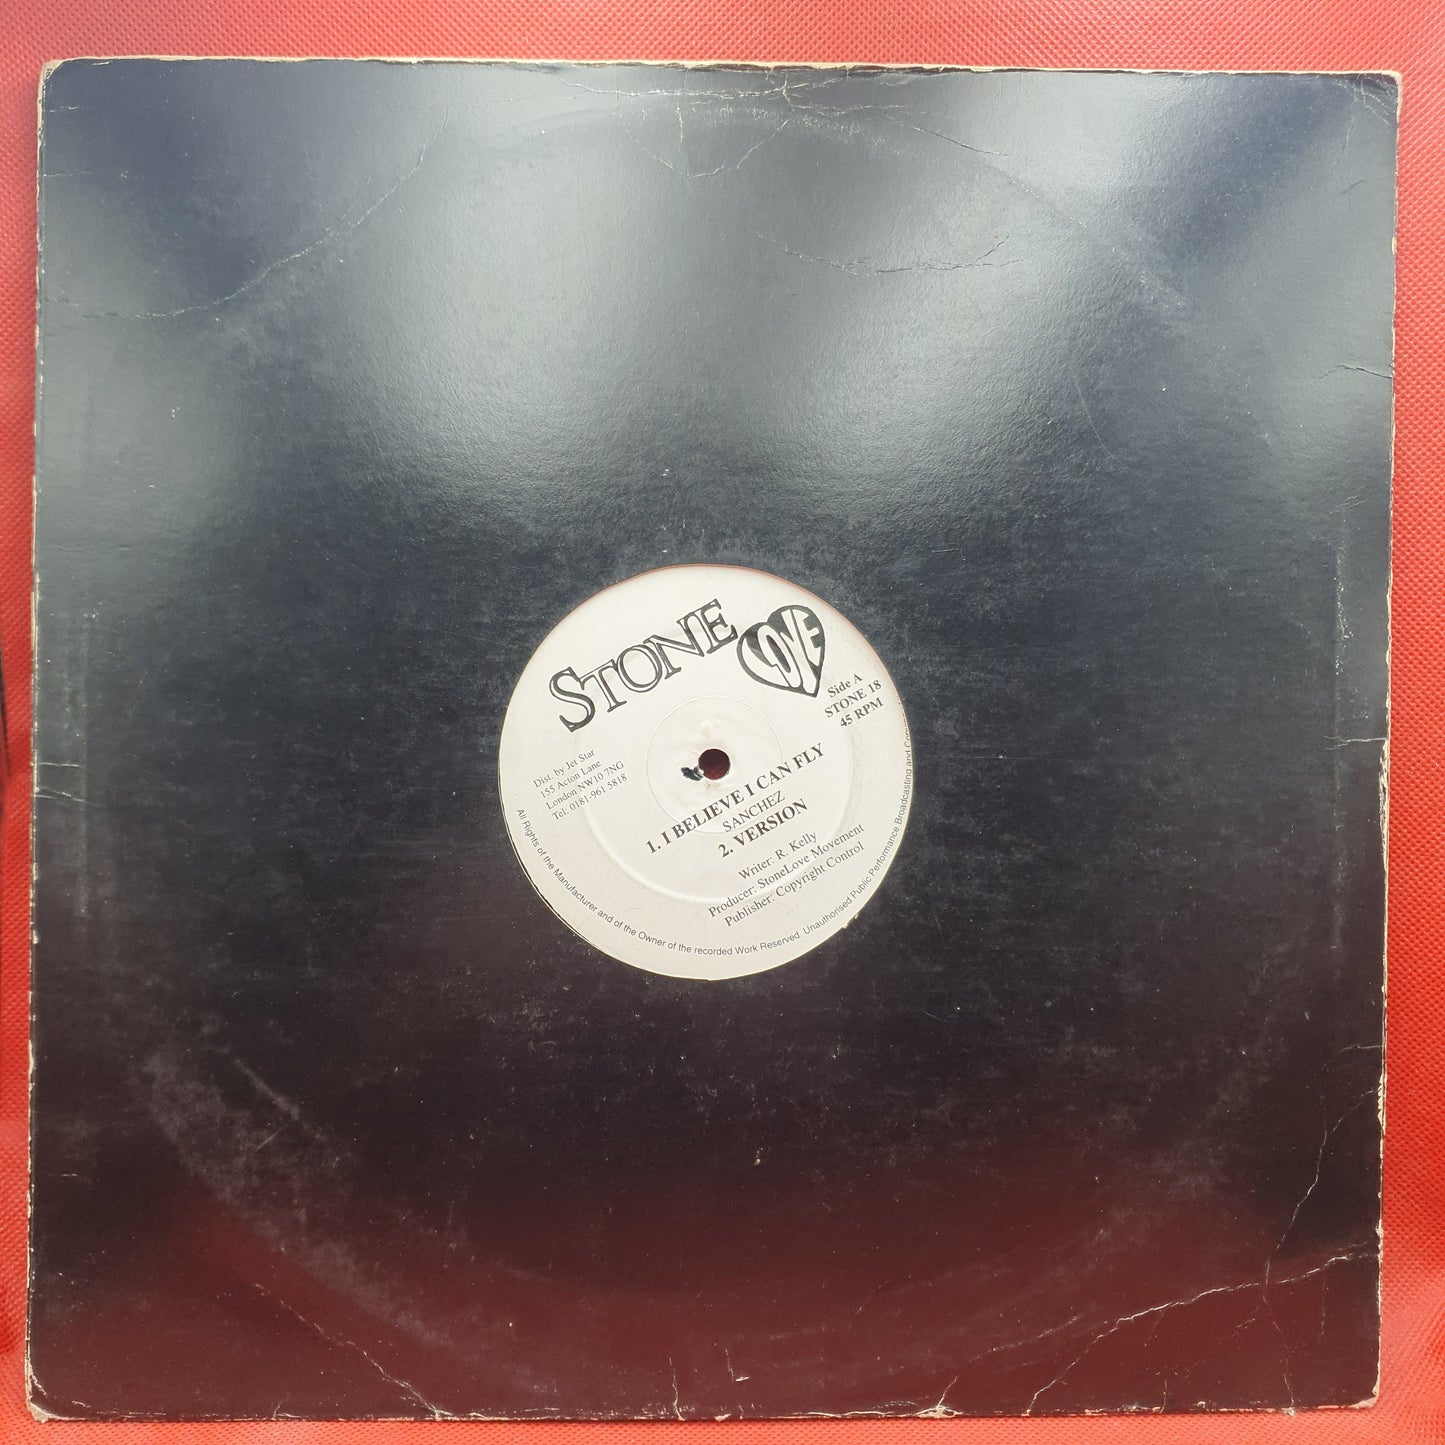 STONE LOVE
Side A
STONE 18
45 RPM
Dist. by Jet Star
155 Acton Lane
London NW10 7NG
Tel: 0181-961 5818
1. I BELIEVE I CAN FLY
SANCHEZ
2. VERSION
Writer: R. Kelly
Producer: StoneLove Movement
Publisher: Copyright Control
All Rights of the Manufacturer and of the Owner of the recorded Work Reserved. Unauthorised Public Performance Broadcasting and